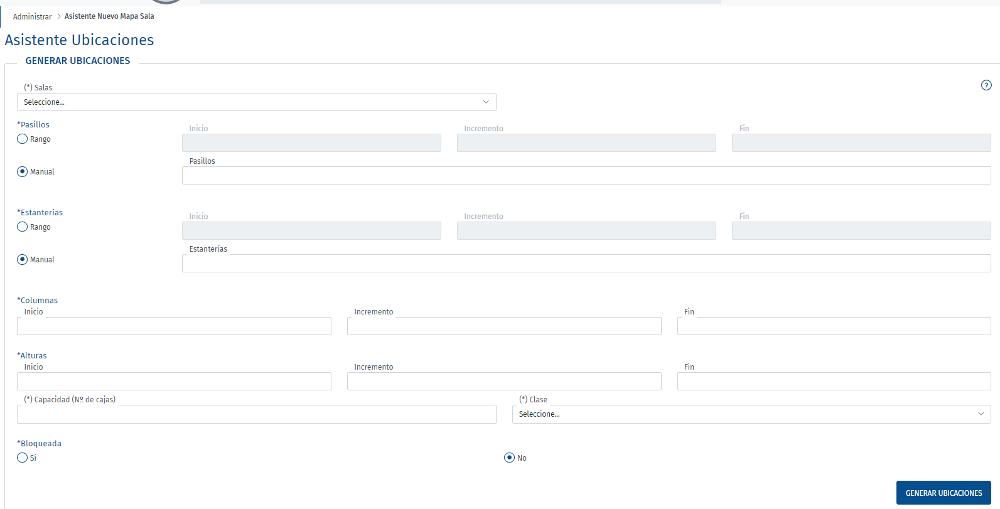 Administrar > Asistente Nuevo Mapa Sala
Asistente Ubicaciones
GENERAR UBICACIONES
(*) Salas
?
Seleccione...
*Pasillos
Inicio Incremento Fin
Rango
Pasillos
Manual
*Estanterías
Inicio Incremento Fin
Rango
Estanterías
Manual
*Columnas
Inicio Incremento Fin
*Alturas
Inicio Incremento Fin
(*) Capacidad (Nº de cajas) (*) Clase
Seleccione...
*Bloqueada
Sí No
GENERAR UBICACIONES